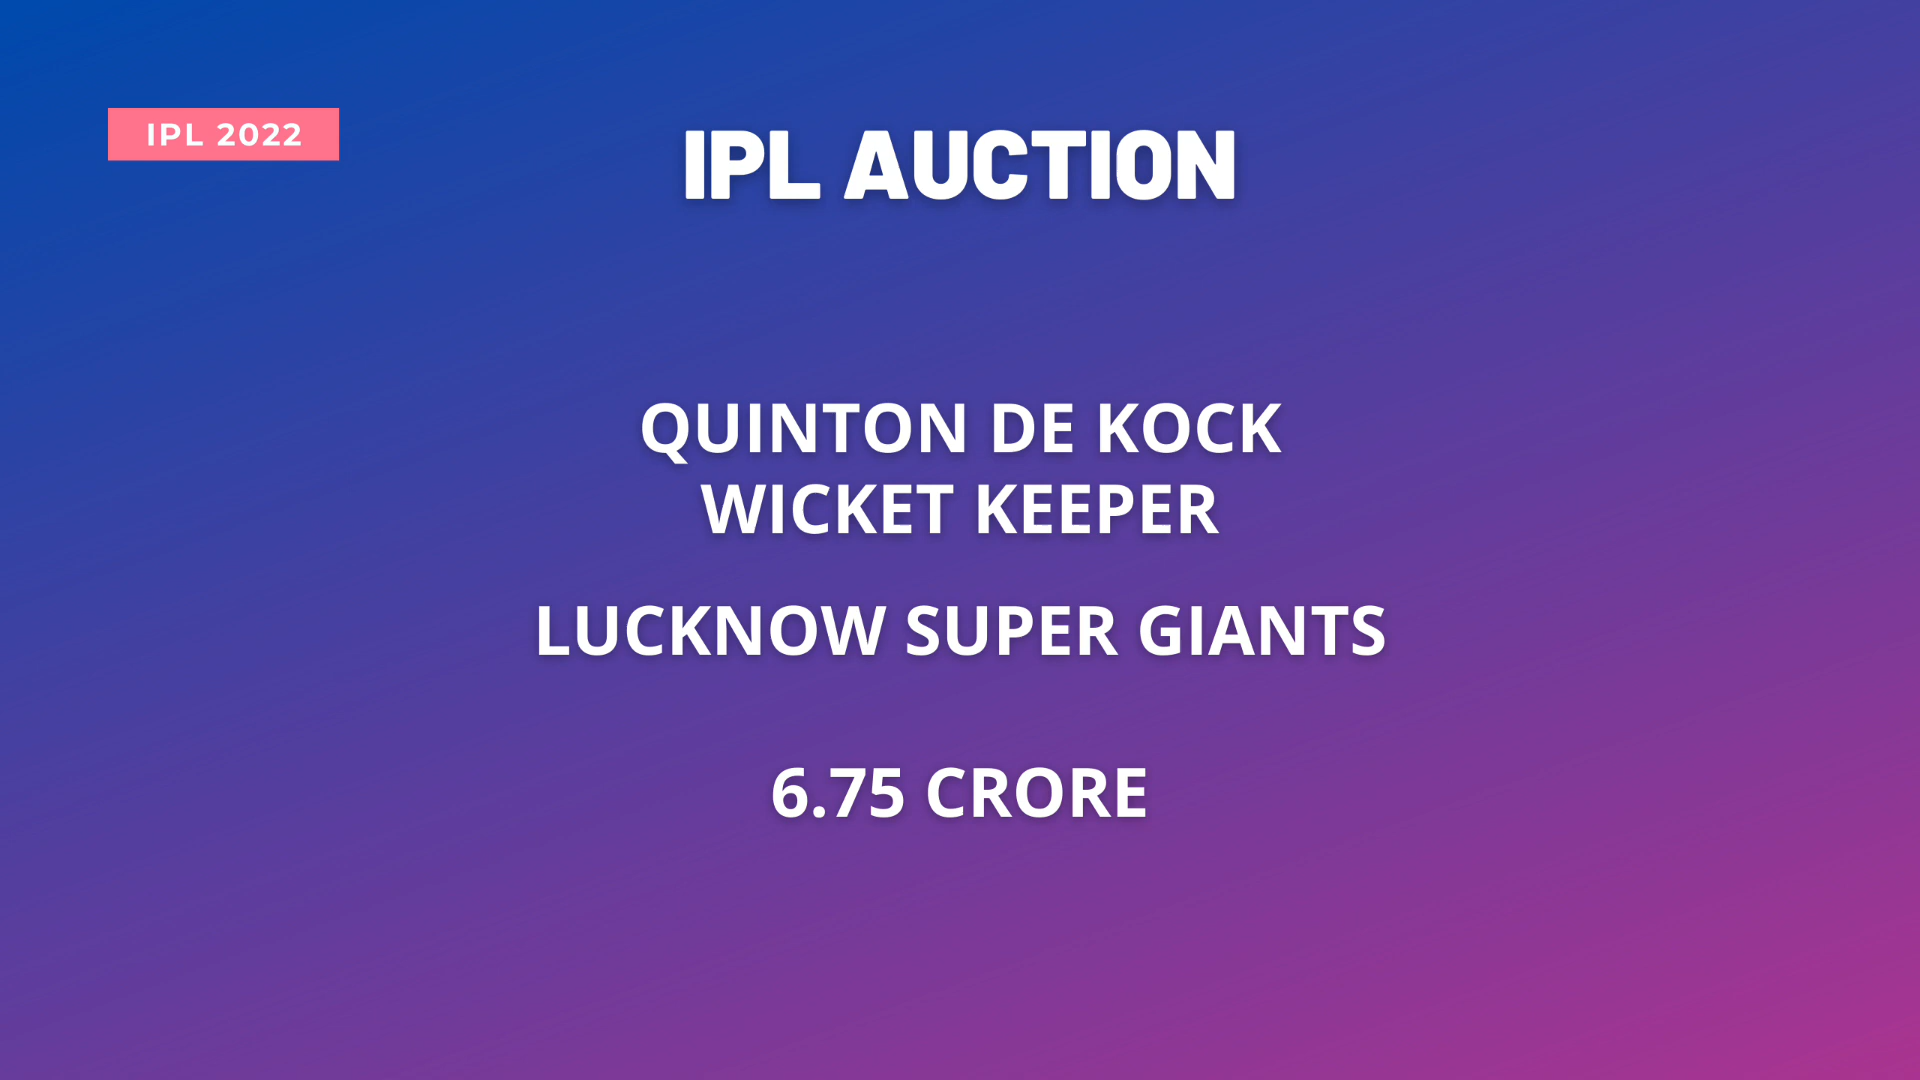 IPL 2022
IPL AUCTION
QUINTON DE KOCK
WICKET KEEPER
LUCKNOW SUPER GIANTS
6.75 CRORE